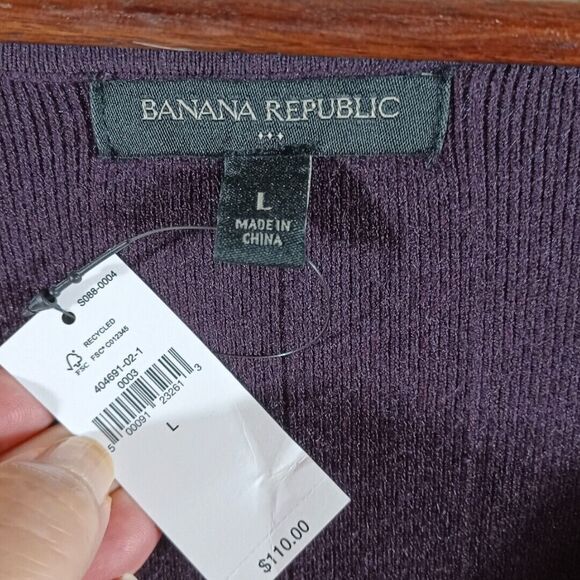 BANANA REPUBLIC
L
MADE IN
CHINA
S088-0004
RECYCLED
FSC FSC® C012345
404691-02-1
0003
5 00091 23261 3
L
$110.00